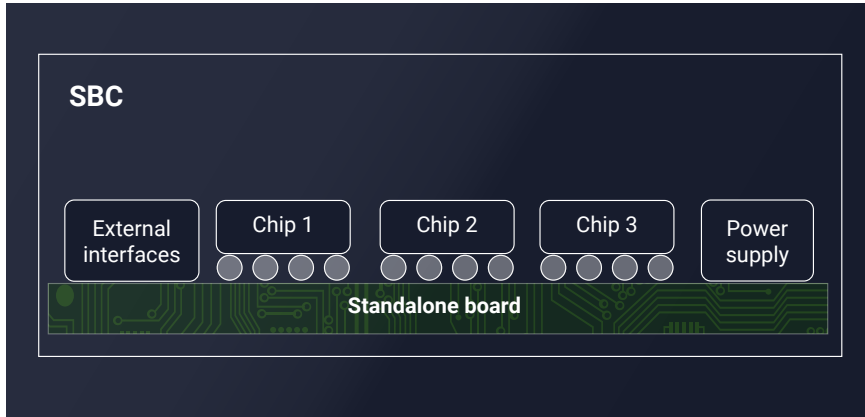 SBC
External
interfaces
Chip 1
Chip 2
Chip 3
Power
supply
Standalone board